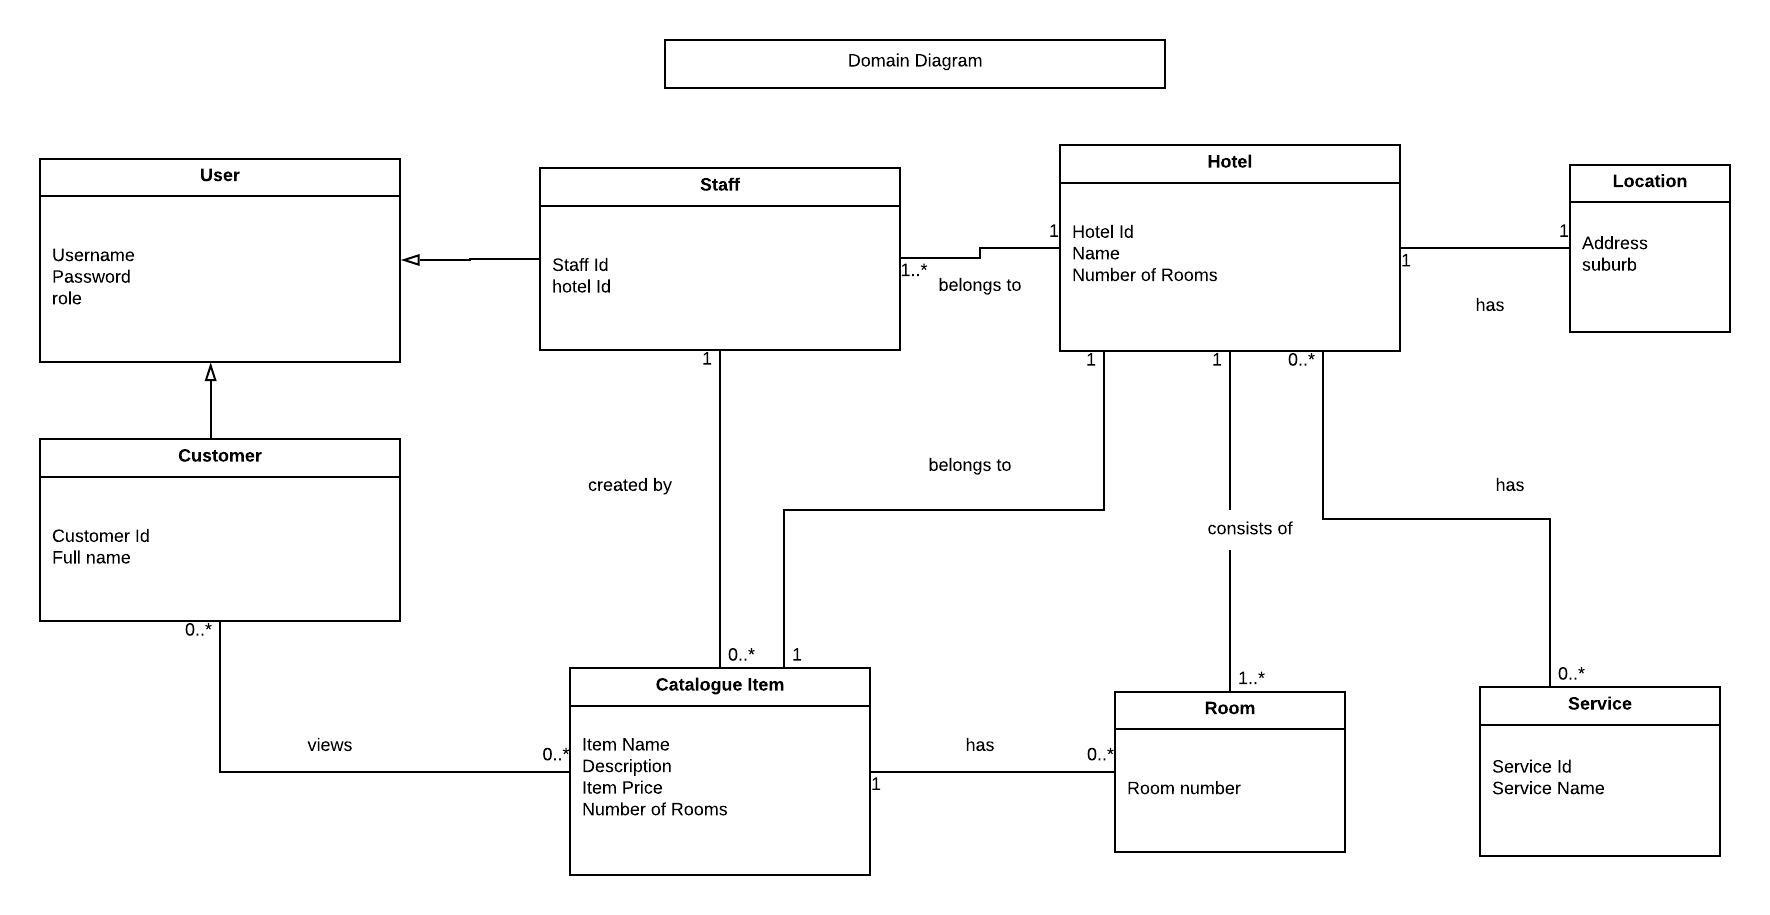 Domain Diagram
User
Username
Password
role
Staff
Staff Id
hotel Id
1..*
belongs to
1
Hotel
Hotel Id
Name
Number of Rooms
1
1
has
Location
Address
suburb
1
1
1
0..*
Customer
Customer Id
Full name
0..*
created by
belongs to
consists of
has
0..*
1
1..*
0..*
views
0..*
Catalogue Item
Item Name
Description
Item Price
Number of Rooms
1
has
0..*
Room
Room number
Service
Service Id
Service Name